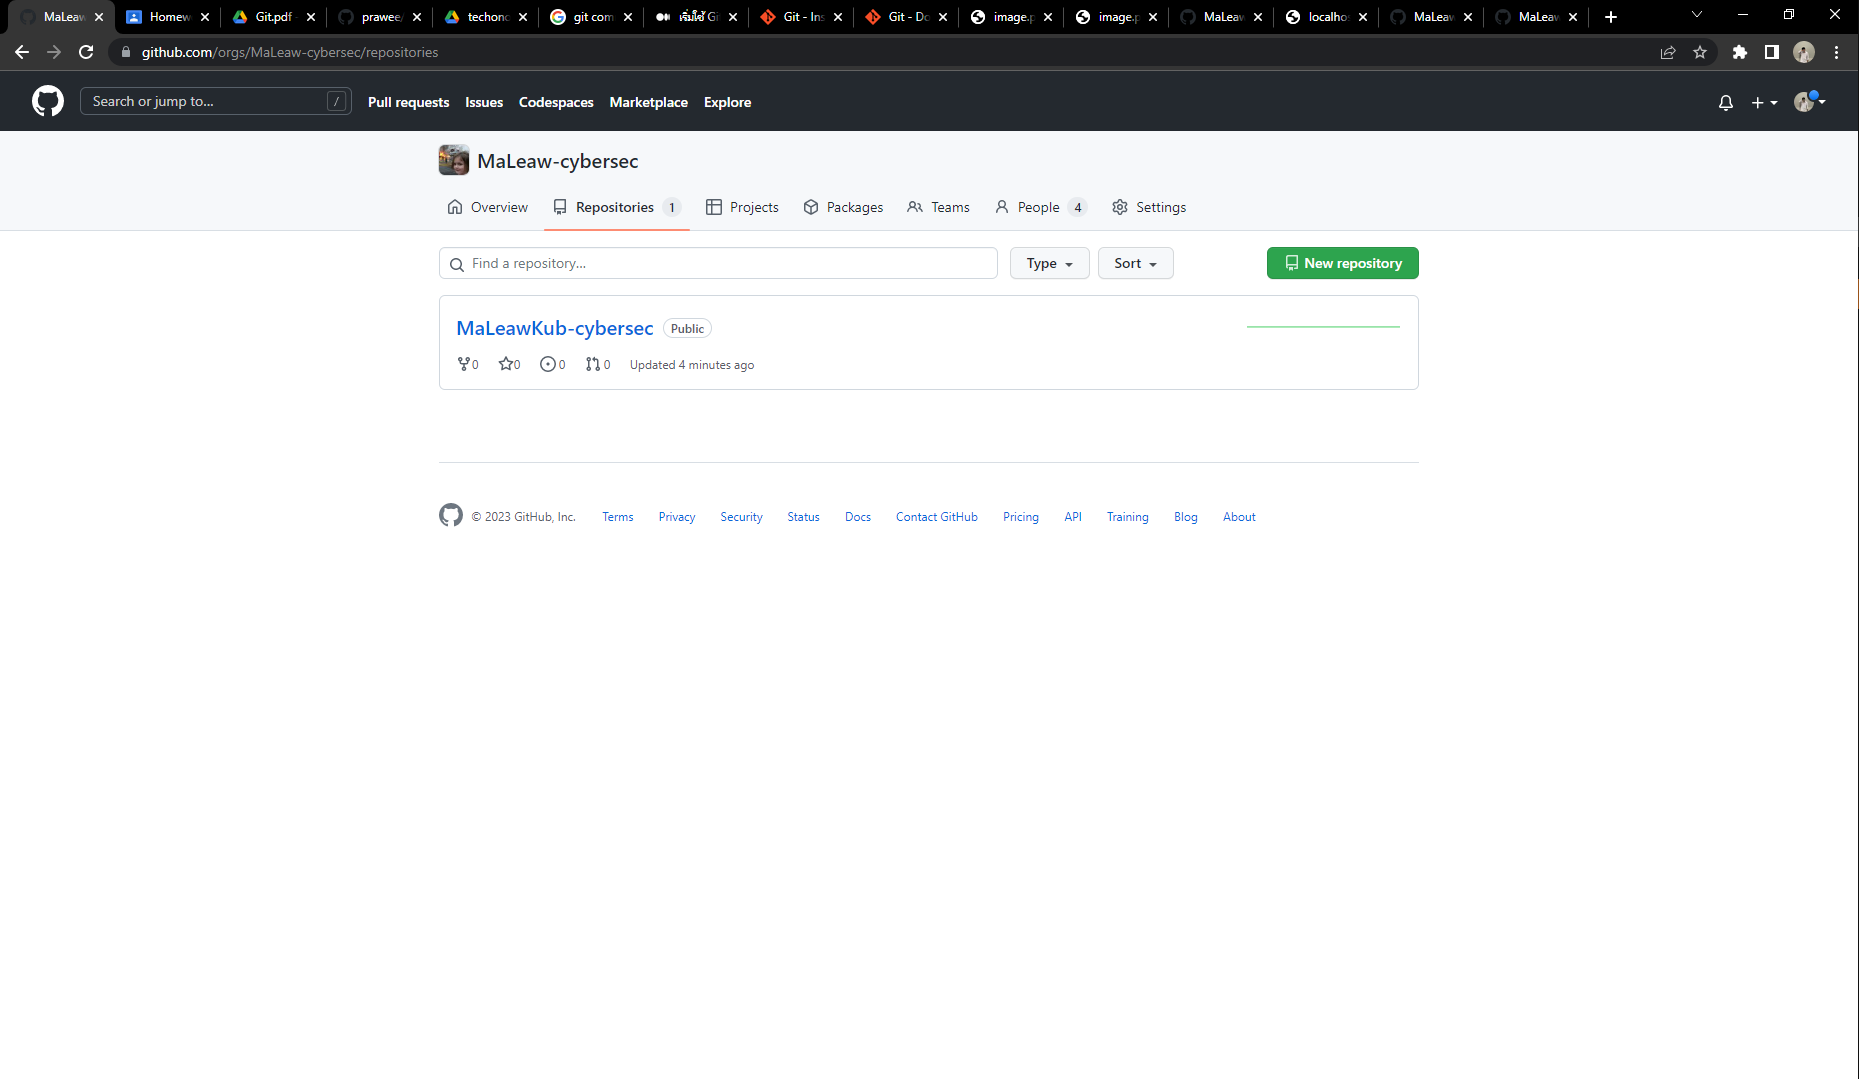 MaLeaw Homew Git.pdf prawee/ techono git com เริ่มใช้ Gi Git - Ins Git - Do image.p image.p MaLeaw localhos MaLeaw MaLeaw
github.com/orgs/MaLeaw-cybersec/repositories
Search or jump to... / Pull requests Issues Codespaces Marketplace Explore
MaLeaw-cybersec
Overview Repositories 1 Projects Packages Teams People 4 Settings
Find a repository... Type Sort New repository
MaLeawKub-cybersec Public
0 0 0 0 Updated 4 minutes ago
© 2023 GitHub, Inc. Terms Privacy Security Status Docs Contact GitHub Pricing API Training Blog About